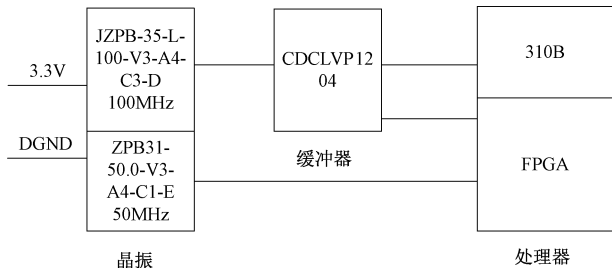 3.3V
DGND
JZPB-35-L-
100-V3-A4-
C3-D
100MHz
ZPB31-
50.0-V3-
A4-C1-E
50MHz
晶振
CDCLVP12
04
缓冲器
310B
FPGA
处理器